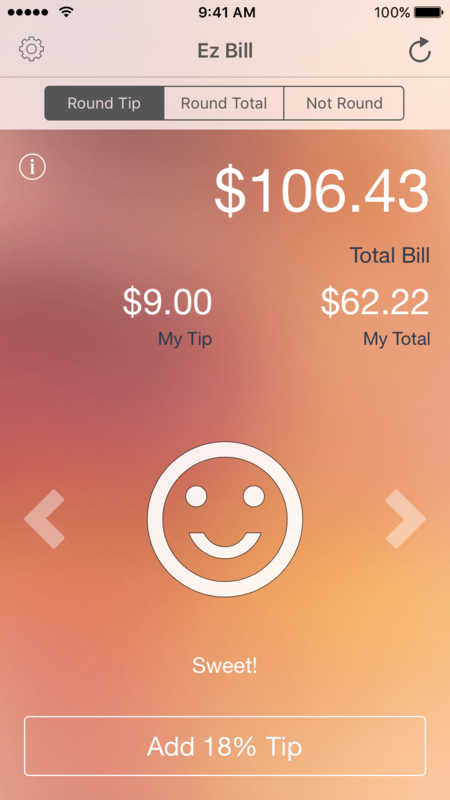 9:41 AM 100%
Ez Bill
Round Tip Round Total Not Round
i
$106.43
Total Bill
$9.00 $62.22
My Tip My Total
Sweet!
Add 18% Tip